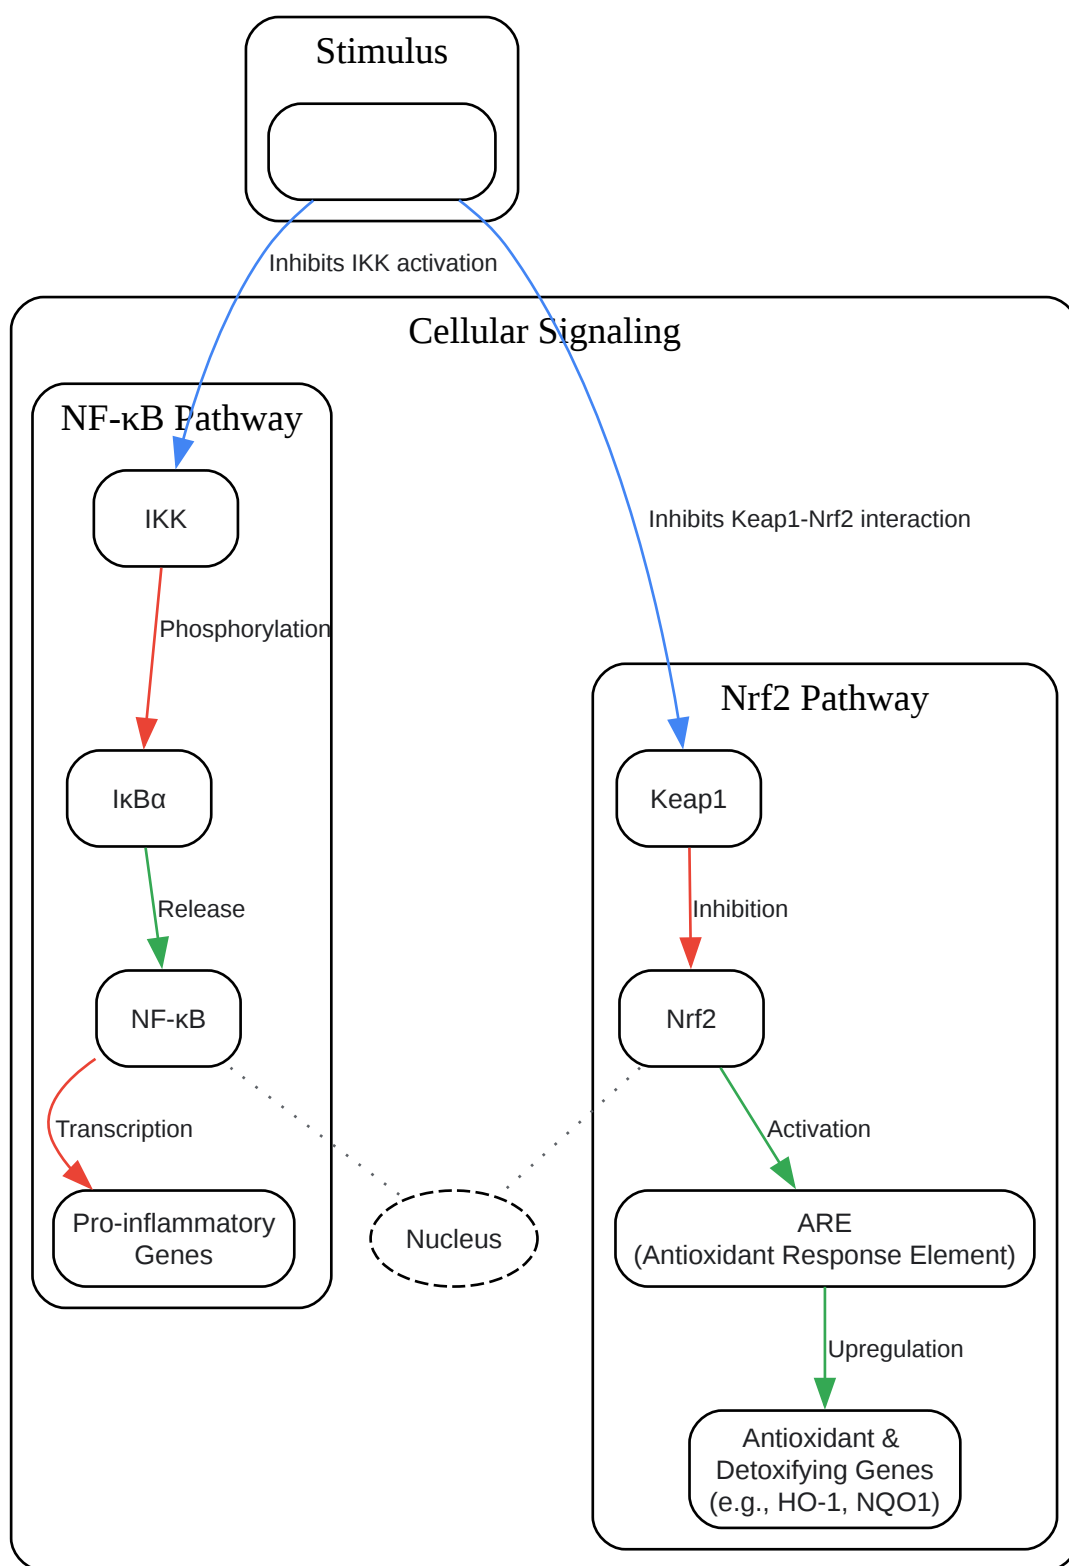 Stimulus
Inhibits IKK activation
Cellular Signaling
NF-κB Pathway
IKK
Inhibits Keap1-Nrf2 interaction
Phosphorylation
Nrf2 Pathway
IκBα
Keap1
Release
Inhibition
NF-κB
Nrf2
Transcription
Activation
Pro-inflammatory
Genes
Nucleus
ARE
(Antioxidant Response Element)
Upregulation
Antioxidant &
Detoxifying Genes
(e.g., HO-1, NQO1)